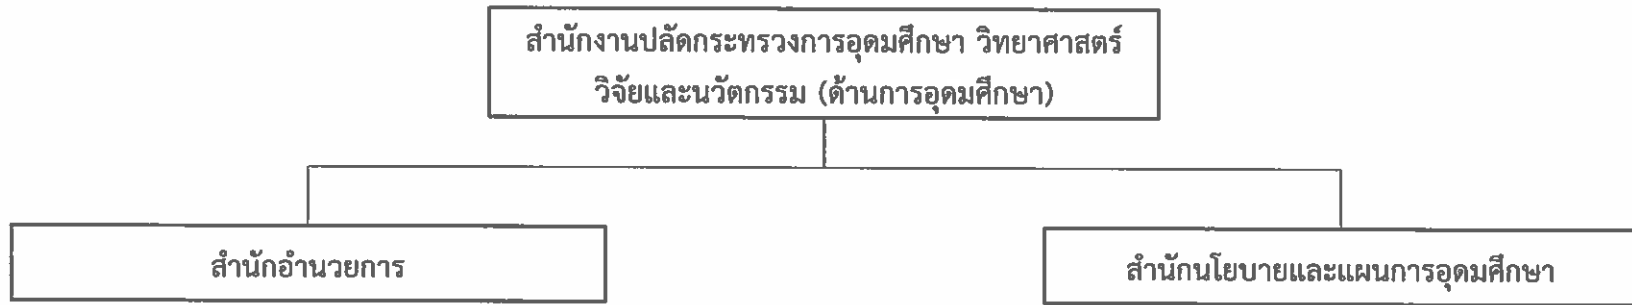 สำนักงานปลัดกระทรวงการอุดมศึกษา วิทยาศาสตร์
วิจัยและนวัตกรรม (ด้านการอุดมศึกษา)
สำนักอำนวยการ
สำนักนโยบายและแผนการอุดมศึกษา